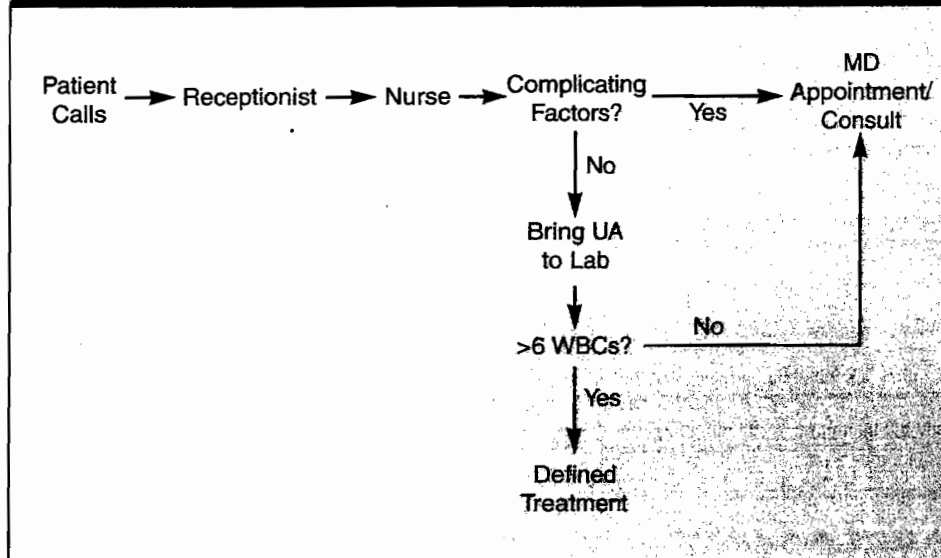 Patient
Calls
Receptionist
Nurse
Complicating
Factors?
Yes
MD
Appointment/
Consult
No
Bring UA
to Lab
>6 WBCs?
No
Yes
Defined
Treatment